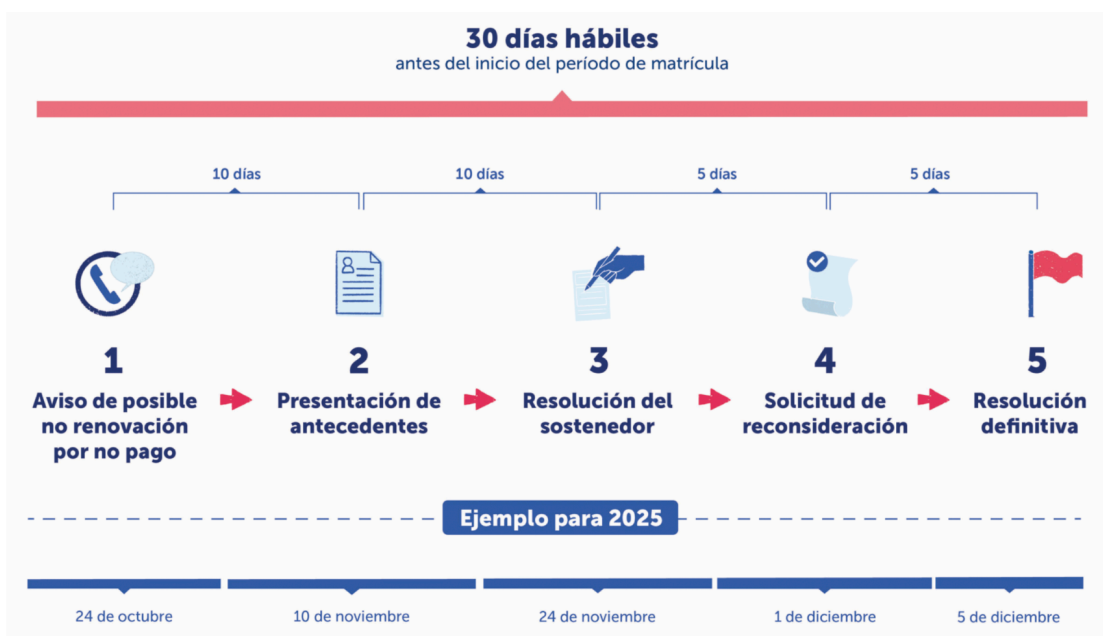 30 días hábiles
antes del inicio del período de matrícula
10 días
10 días
5 días
5 días
1
Aviso de posible
no renovación
por no pago
2
Presentación de
antecedentes
3
Resolución del
sostenedor
4
Solicitud de
reconsideración
5
Resolución
definitiva
Ejemplo para 2025
24 de octubre
10 de noviembre
24 de noviembre
1 de diciembre
5 de diciembre